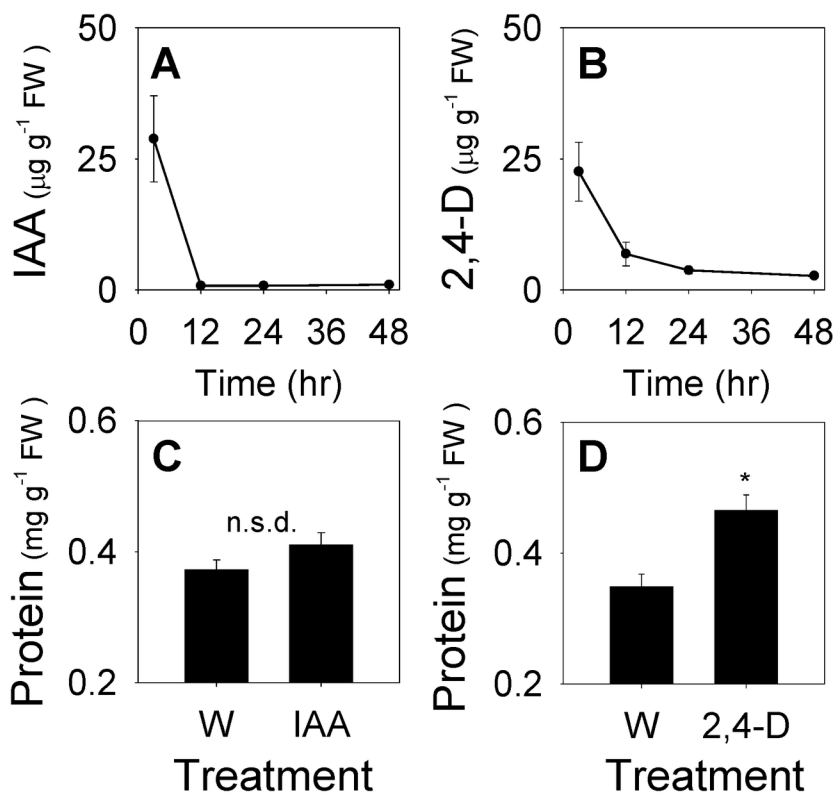 A
IAA (μg g⁻¹ FW )
50
25
0
0 12 24 36 48
Time (hr)
B
2,4-D (μg g⁻¹ FW)
50
25
0
0 12 24 36 48
Time (hr)
C
Protein (mg g⁻¹ FW )
0.6
0.4
0.2
n.s.d.
W IAA
Treatment
D
Protein (mg g⁻¹ FW )
0.6
0.4
0.2
*
W 2,4-D
Treatment